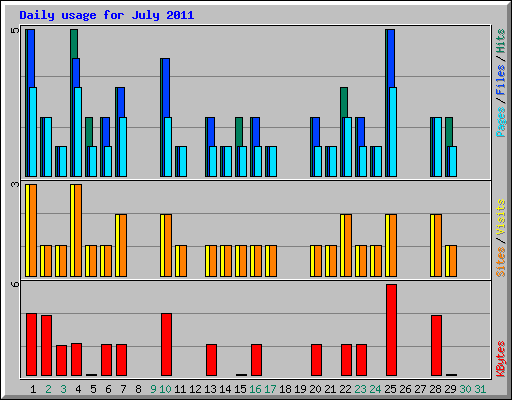 Daily usage for July 2011
5
Pages / Files / Hits
3
Sites / Visits
6
KBytes
1 2 3 4 5 6 7 8 9 10 11 12 13 14 15 16 17 18 19 20 21 22 23 24 25 26 27 28 29 30 31